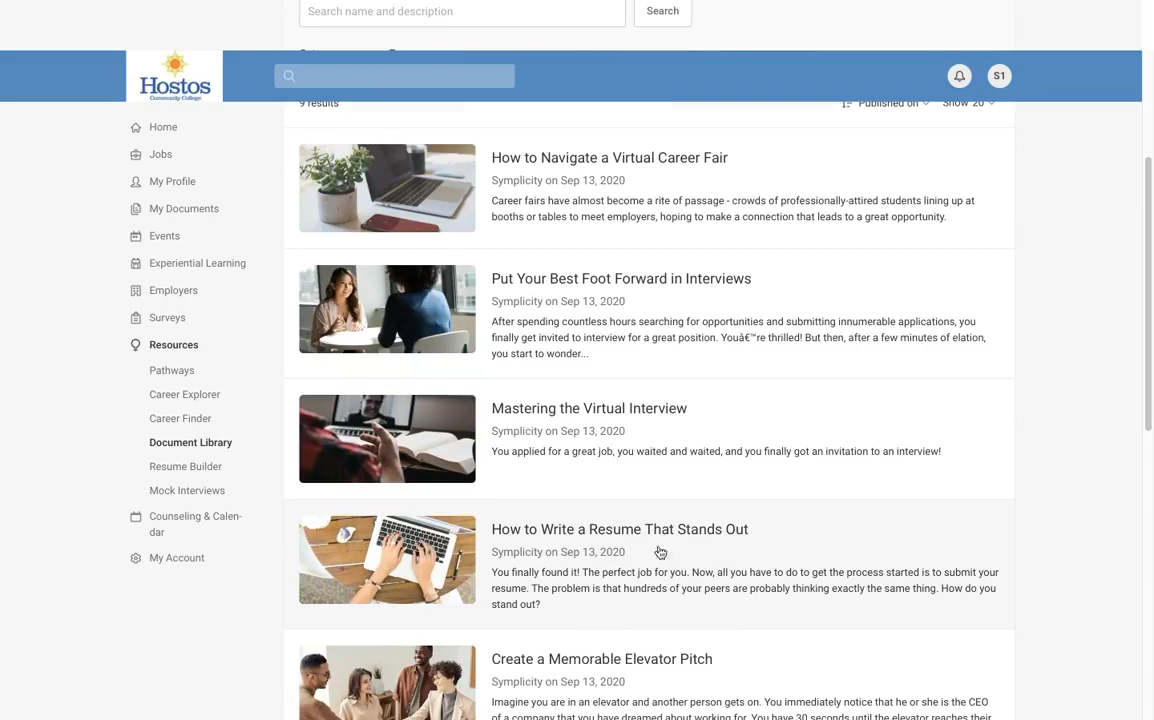 Search name and description
Search
Hostos
Community College
S1
9 results
Published on
Show 20
Home
Jobs
My Profile
My Documents
Events
Experiential Learning
Employers
Surveys
Resources
Pathways
Career Explorer
Career Finder
Document Library
Resume Builder
Mock Interviews
Counseling & Calen-
dar
My Account
How to Navigate a Virtual Career Fair
Symplicity on Sep 13, 2020
Career fairs have almost become a rite of passage - crowds of professionally-attired students lining up at
booths or tables to meet employers, hoping to make a connection that leads to a great opportunity.
Put Your Best Foot Forward in Interviews
Symplicity on Sep 13, 2020
After spending countless hours searching for opportunities and submitting innumerable applications, you
finally get invited to interview for a great position. Youâ€™re thrilled! But then, after a few minutes of elation,
you start to wonder...
Mastering the Virtual Interview
Symplicity on Sep 13, 2020
You applied for a great job, you waited and waited, and you finally got an invitation to an interview!
How to Write a Resume That Stands Out
Symplicity on Sep 13, 2020
You finally found it! The perfect job for you. Now, all you have to do to get the process started is to submit your
resume. The problem is that hundreds of your peers are probably thinking exactly the same thing. How do you
stand out?
Create a Memorable Elevator Pitch
Symplicity on Sep 13, 2020
Imagine you are in an elevator and another person gets on. You immediately notice that he or she is the CEO
of a company that you have dreamed about working for. You have 30 seconds until the elevator reaches their